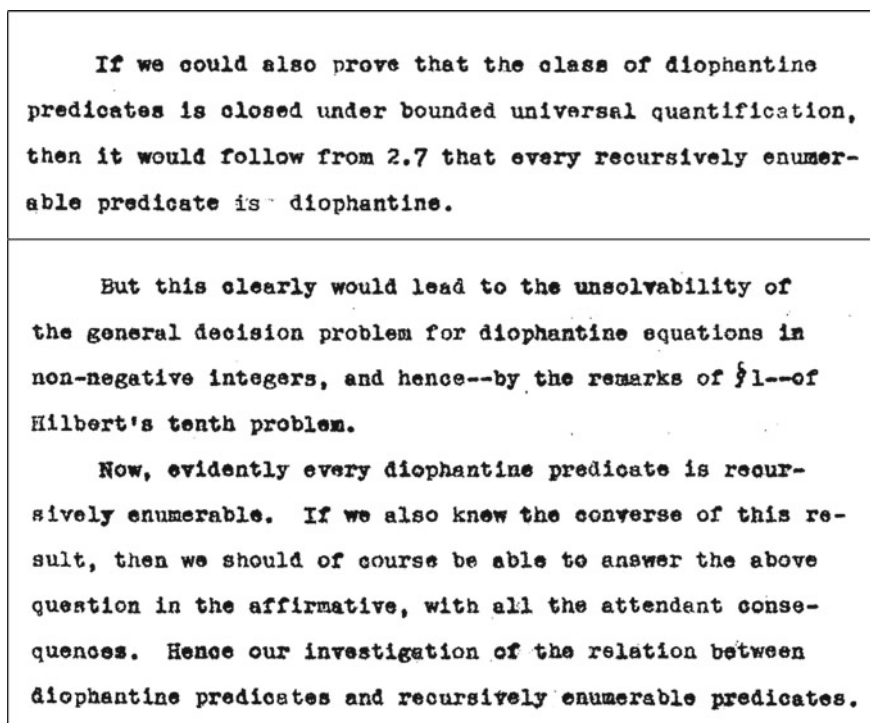 If we could also prove that the class of diophantine
predicates is closed under bounded universal quantification,
then it would follow from 2.7 that every recursively enumer-
able predicate is diophantine.
But this clearly would lead to the unsolvability of
the general decision problem for diophantine equations in
non-negative integers, and hence--by the remarks of §1--of
Hilbert's tenth problem.
Now, evidently every diophantine predicate is recur-
sively enumerable. If we also knew the converse of this re-
sult, then we should of course be able to answer the above
question in the affirmative, with all the attendant conse-
quences. Hence our investigation of the relation between
diophantine predicates and recursively enumerable predicates.